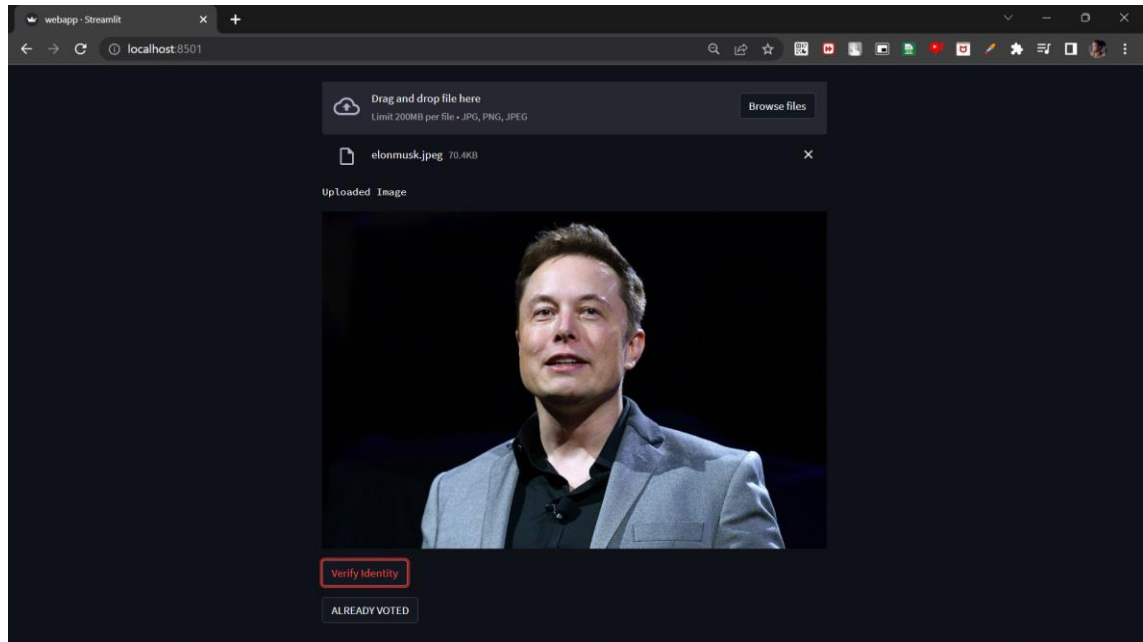 webapp · Streamlit
localhost:8501
Drag and drop file here
Limit 200MB per file • JPG, PNG, JPEG
Browse files
elonmusk.jpeg 70.4KB
Uploaded Image
Verify Identity
ALREADY VOTED